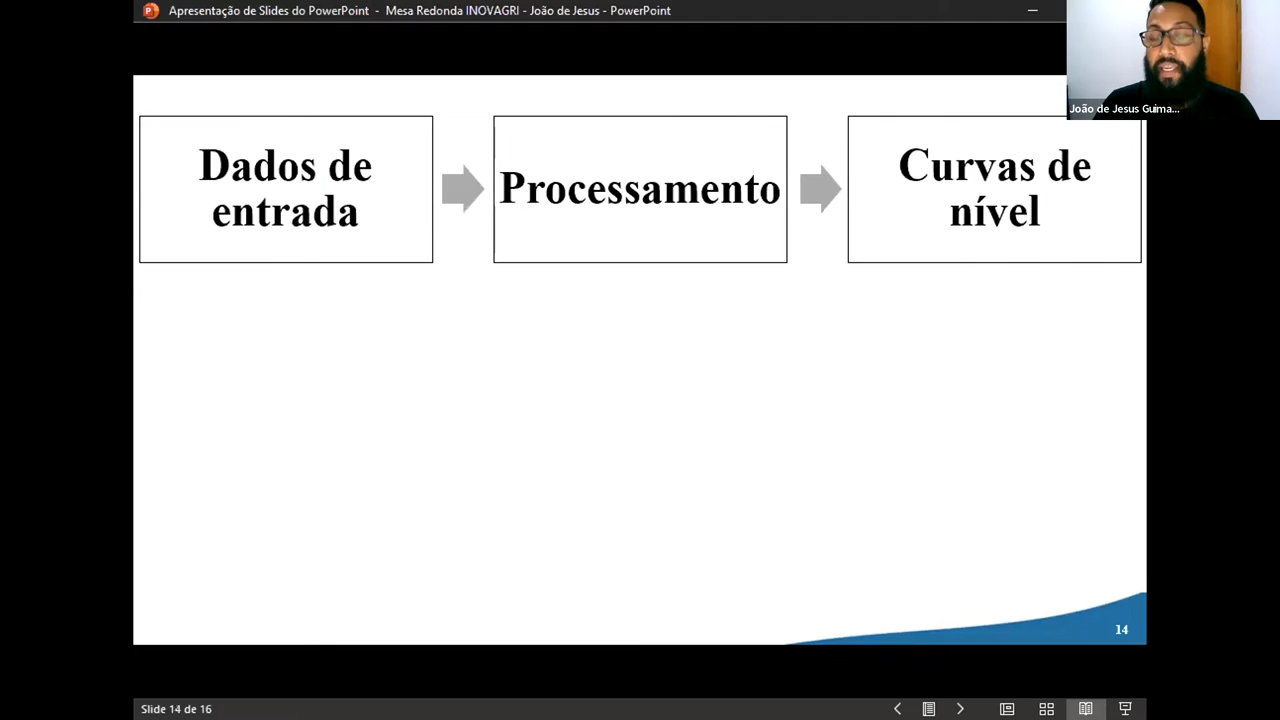 Apresentação de Slides do PowerPoint - Mesa Redonda INOVAGRI - João de Jesus - PowerPoint
João de Jesus Guima...
Dados de
entrada
Processamento
Curvas de
nível
14
Slide 14 de 16